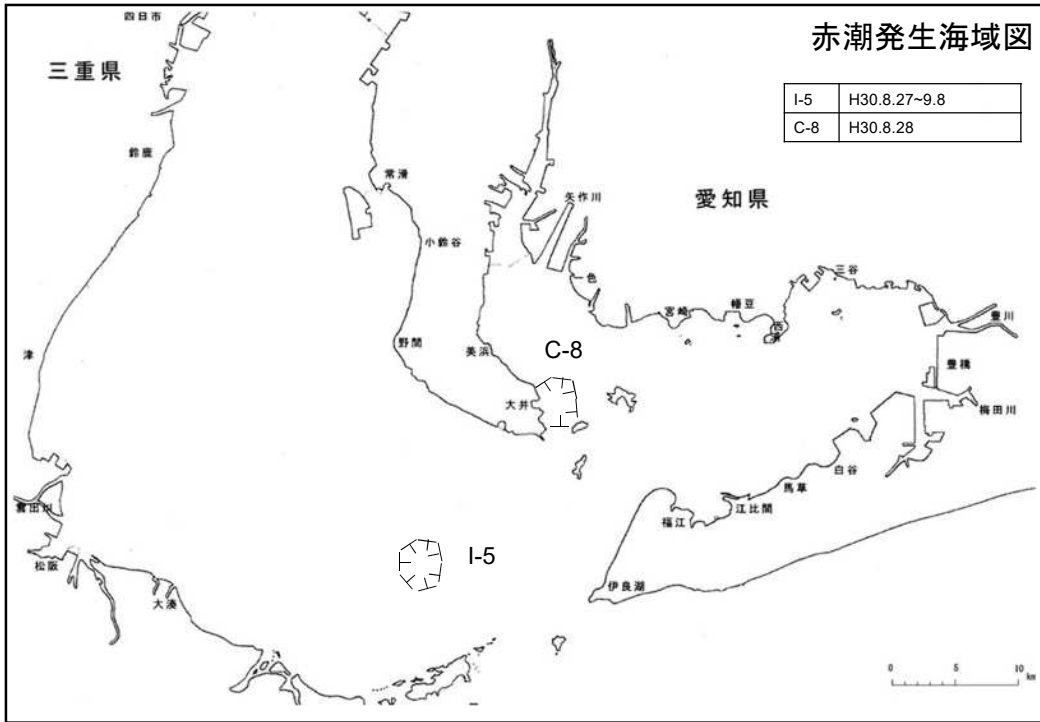 赤潮発生海域図
I-5 H30.8.27~9.8
C-8 H30.8.28
四日市
三重県
鈴鹿
常滑
矢作川
愛知県
小鈴谷
一色
三谷
宮崎
幡豆
西浦
豊川
津
野間
美浜
C-8
豊橋
大井
梅田川
白谷
馬草
雲出川
福江
江比間
松阪
I-5
伊良湖
大湊
0 5 10
km